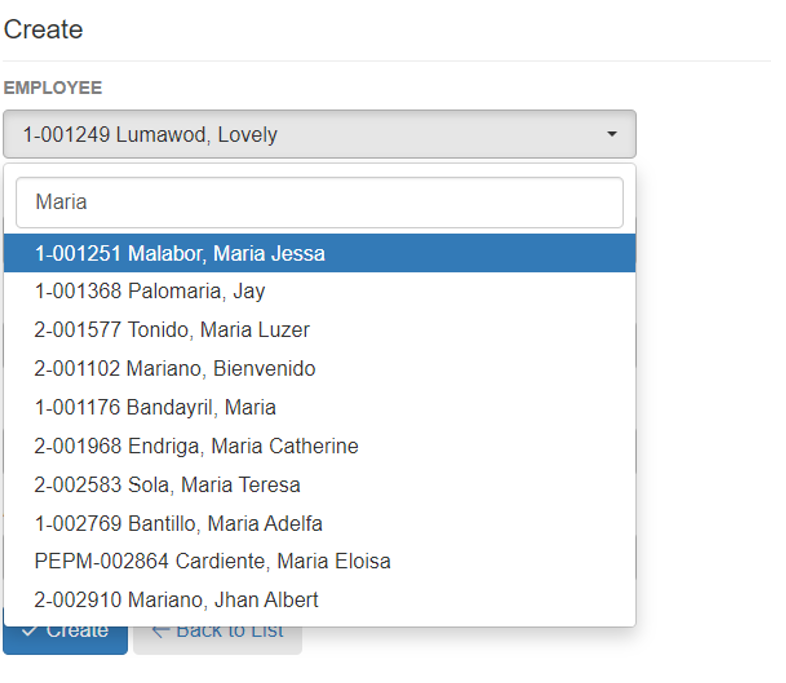 Create
EMPLOYEE
1-001249 Lumawod, Lovely
Maria
1-001251 Malabor, Maria Jessa
1-001368 Palomaria, Jay
2-001577 Tonido, Maria Luzer
2-001102 Mariano, Bienvenido
1-001176 Bandayril, Maria
2-001968 Endriga, Maria Catherine
2-002583 Sola, Maria Teresa
1-002769 Bantillo, Maria Adelfa
PEPM-002864 Cardiente, Maria Eloisa
2-002910 Mariano, Jhan Albert
✓ Create ← Back to List